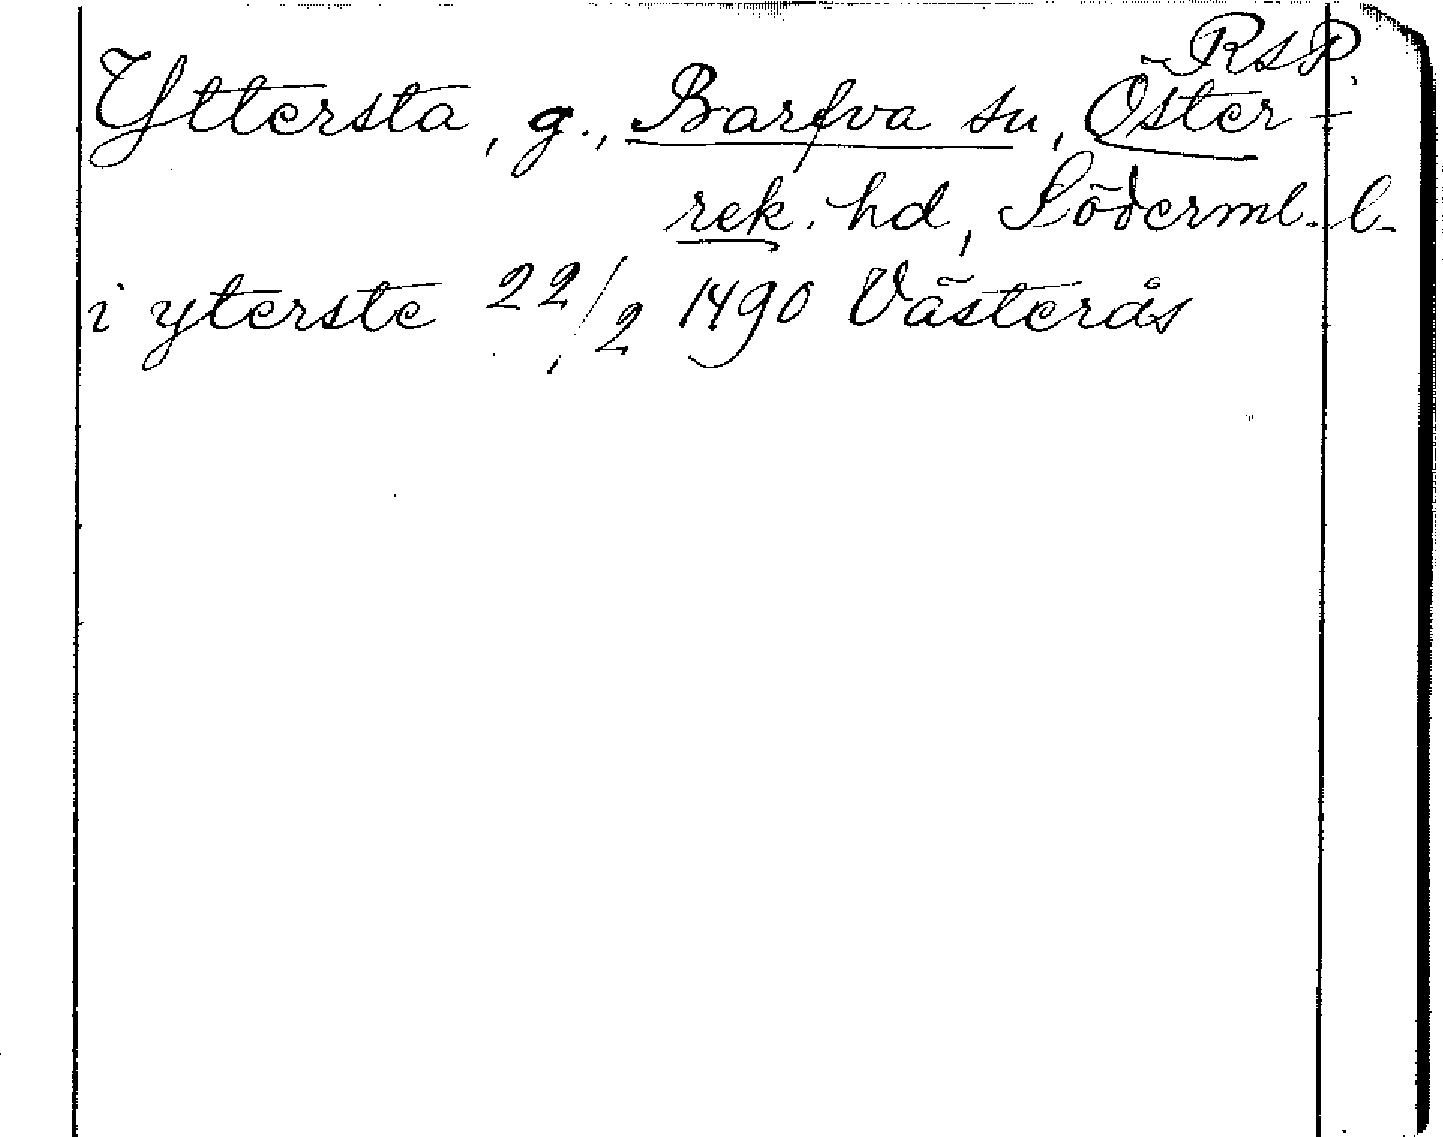 RSP
Yttersta, g., Barfva sn, Öster-
rek. hd, Söderml. l.
i yterste 22/2 1490 Västerås